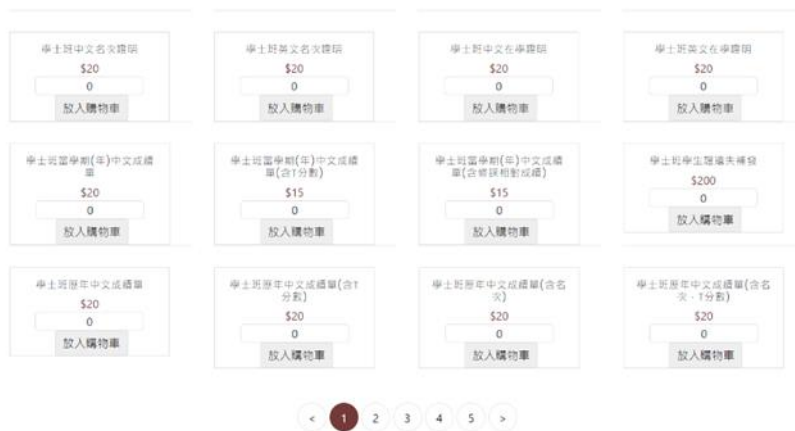 學士班中文名次證明
$20
0
放入購物車
學士班英文名次證明
$20
0
放入購物車
學士班中文在學證明
$20
0
放入購物車
學士班英文在學證明
$20
0
放入購物車
學士班當學期(年)中文成績
單
$20
0
放入購物車
學士班當學期(年)中文成績
單(含T分數)
$15
0
放入購物車
學士班當學期(年)中文成績
單(含修課相對成績)
$15
0
放入購物車
學士班學生證遺失補發
$200
0
放入購物車
學士班歷年中文成績單
$20
0
放入購物車
學士班歷年中文成績單(含T
分數)
$20
0
放入購物車
學士班歷年中文成績單(含名
次)
$20
0
放入購物車
學士班歷年中文成績單(含名
次、T分數)
$20
0
放入購物車
< 1 2 3 4 5 >